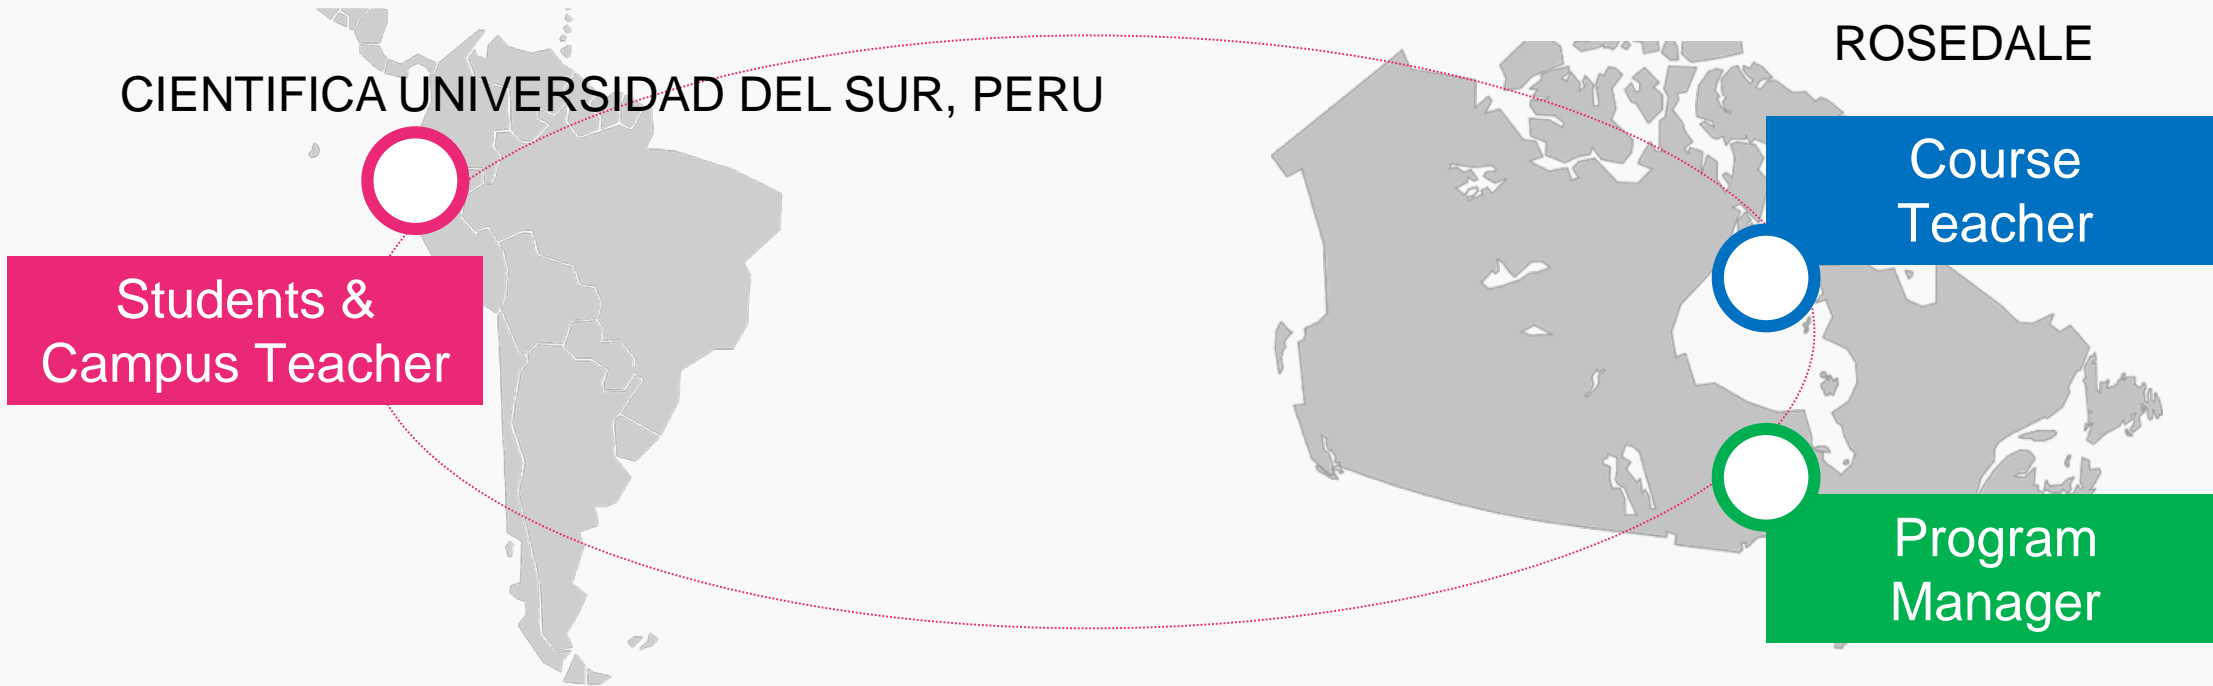 ROSEDALE
CIENTIFICA UNIVERSIDAD DEL SUR, PERU
Course
Teacher
Students &
Campus Teacher
Program
Manager